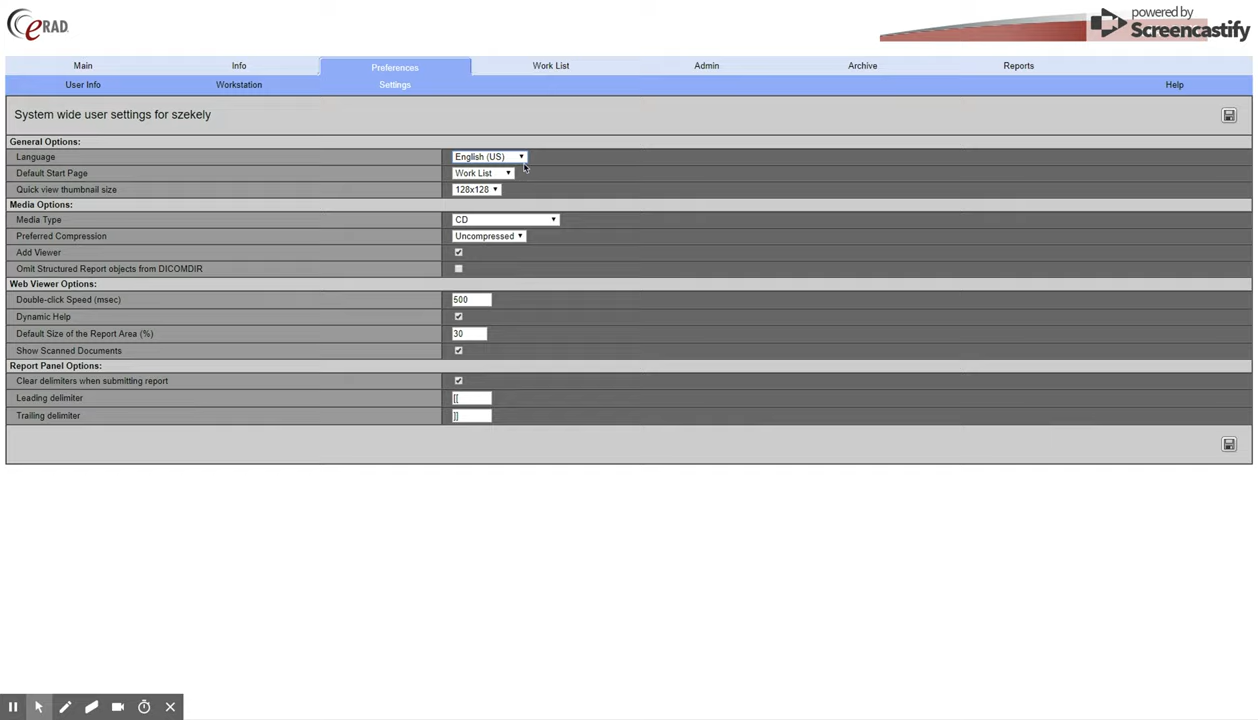 eRAD
powered by
Screencastify
Main Info Preferences Work List Admin Archive Reports
User Info Workstation Settings Help
System wide user settings for szekely
General Options:
Language English (US)
Default Start Page Work List
Quick view thumbnail size 128x128
Media Options:
Media Type CD
Preferred Compression Uncompressed
Add Viewer
Omit Structured Report objects from DICOMDIR
Web Viewer Options:
Double-click Speed (msec) 500
Dynamic Help
Default Size of the Report Area (%) 30
Show Scanned Documents
Report Panel Options:
Clear delimiters when submitting report
Leading delimiter [[
Trailing delimiter ]]